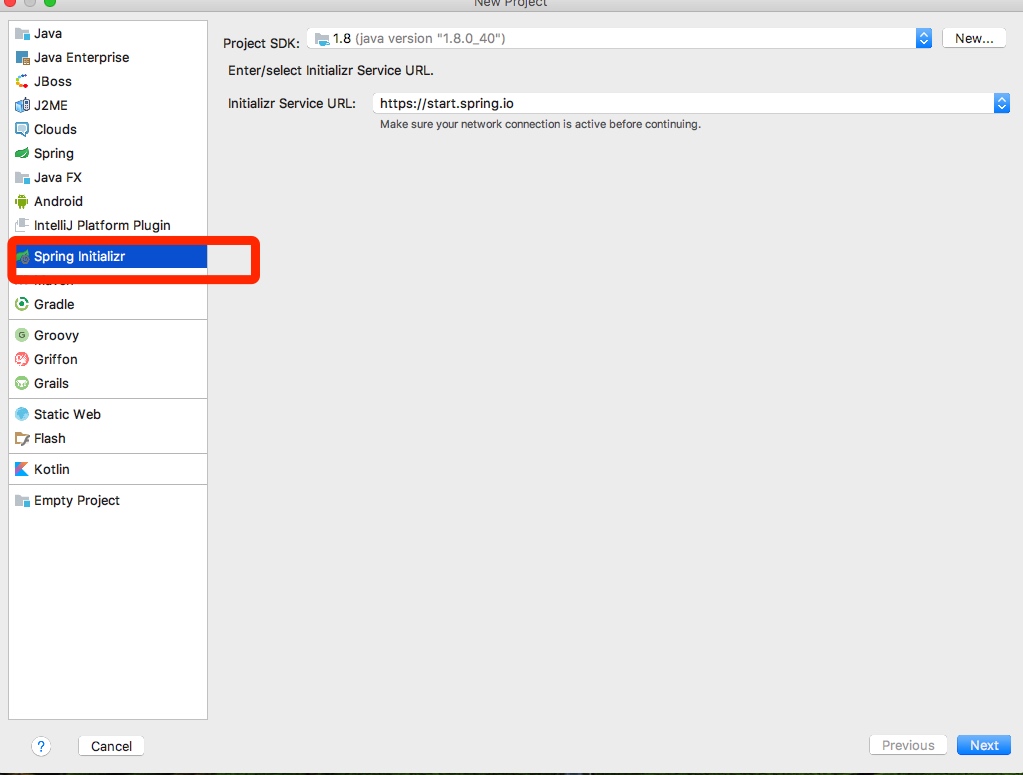 New Project
Java
Java Enterprise
JBoss
J2ME
Clouds
Spring
Java FX
Android
IntelliJ Platform Plugin
Spring Initializr
Maven
Gradle
G
Groovy
Griffon
Grails
Static Web
Flash
Kotlin
Empty Project
Project SDK:
1.8 (java version "1.8.0_40")
New...
Enter/select Initializr Service URL.
Initializr Service URL:
https://start.spring.io
Make sure your network connection is active before continuing.
?
Cancel
Previous
Next